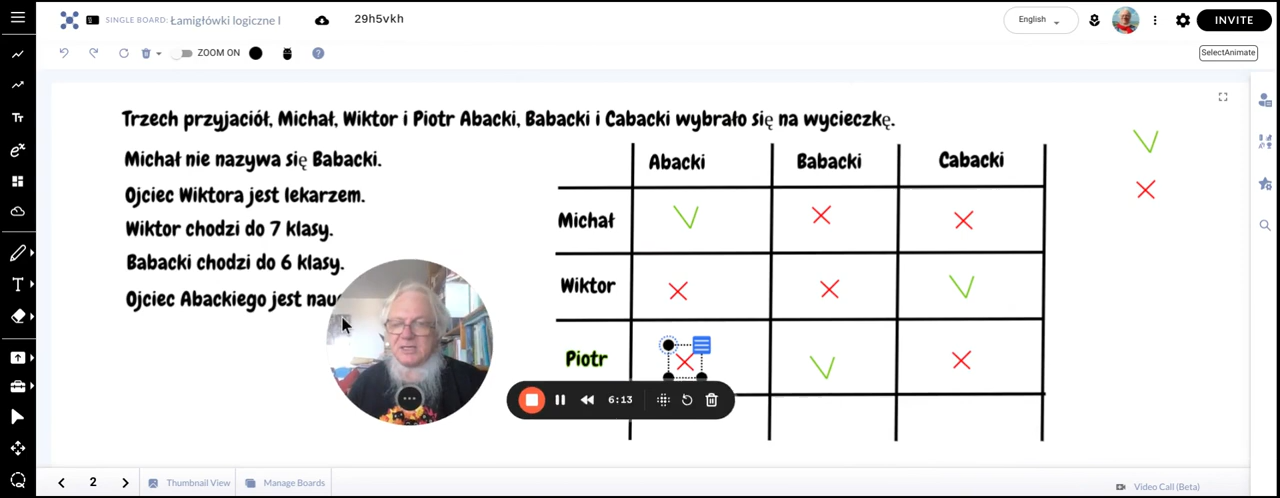 SINGLE BOARD: Łamigłówki logiczne I
29h5vkh
English
INVITE
ZOOM ON
SelectAnimate
Trzech przyjaciół, Michał, Wiktor i Piotr Abacki, Babacki i Cabacki wybrało się na wycieczkę.
Michał nie nazywa się Babacki.
Ojciec Wiktora jest lekarzem.
Wiktor chodzi do 7 klasy.
Babacki chodzi do 6 klasy.
Ojciec Abackiego jest
Abacki Babacki Cabacki
Michał
Wiktor
Piotr
6:13
2
Thumbnail View
Manage Boards
Video Call (Beta)